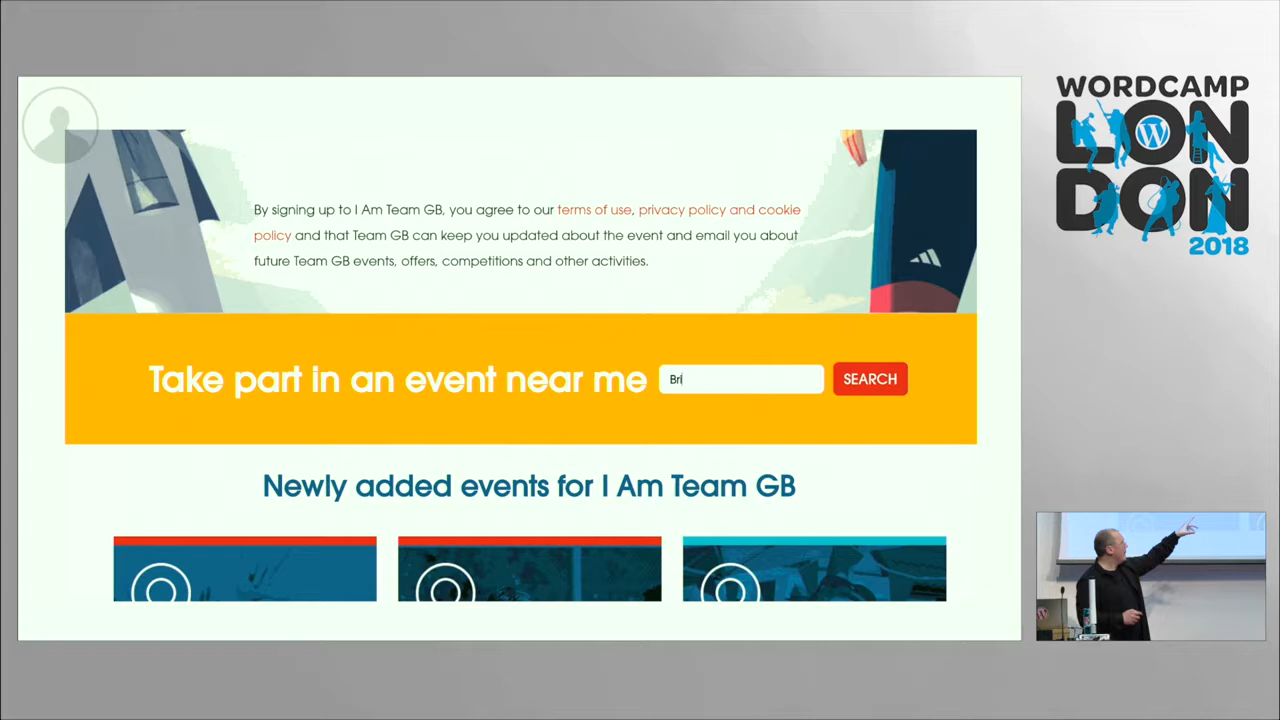 By signing up to I Am Team GB, you agree to our terms of use, privacy policy and cookie
policy and that Team GB can keep you updated about the event and email you about
future Team GB events, offers, competitions and other activities.
Take part in an event near me
Bri
SEARCH
Newly added events for I Am Team GB
WORDCAMP
LON
DON
2018